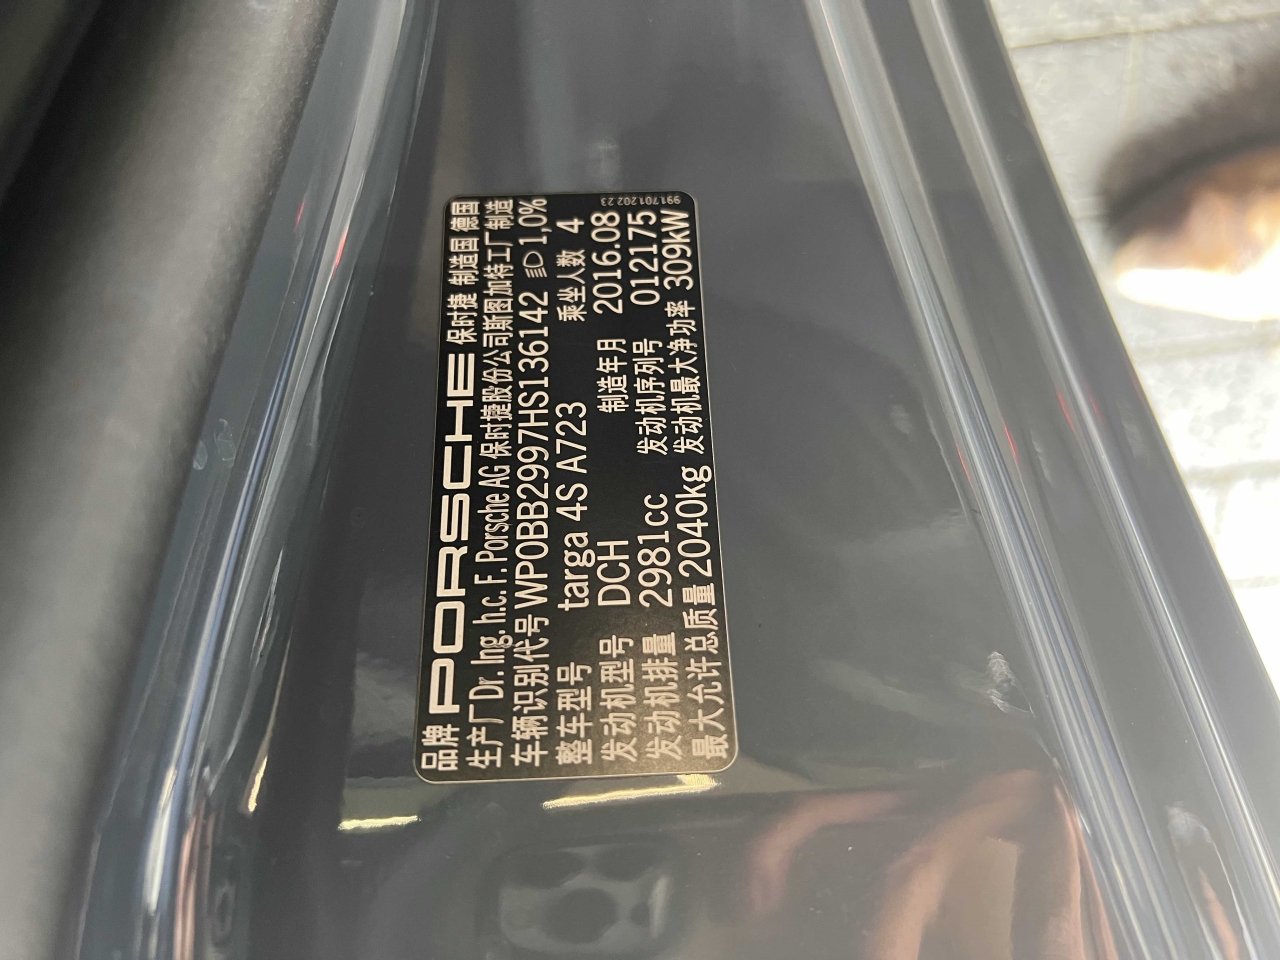 品牌 PORSCHE 保时捷 制造国 德国
生产厂 Dr. Ing. h.c. F. Porsche AG 保时捷股份公司斯图加特工厂制造
车辆识别代号 WP0BB2997HS136142 1,0%
整车型号 targa 4S A723 乘坐人数 4
发动机型号 DCH 制造年月 2016.08
发动机排量 2981cc 发动机序列号 012175
最大允许总质量 2040kg 发动机最大净功率 309kW